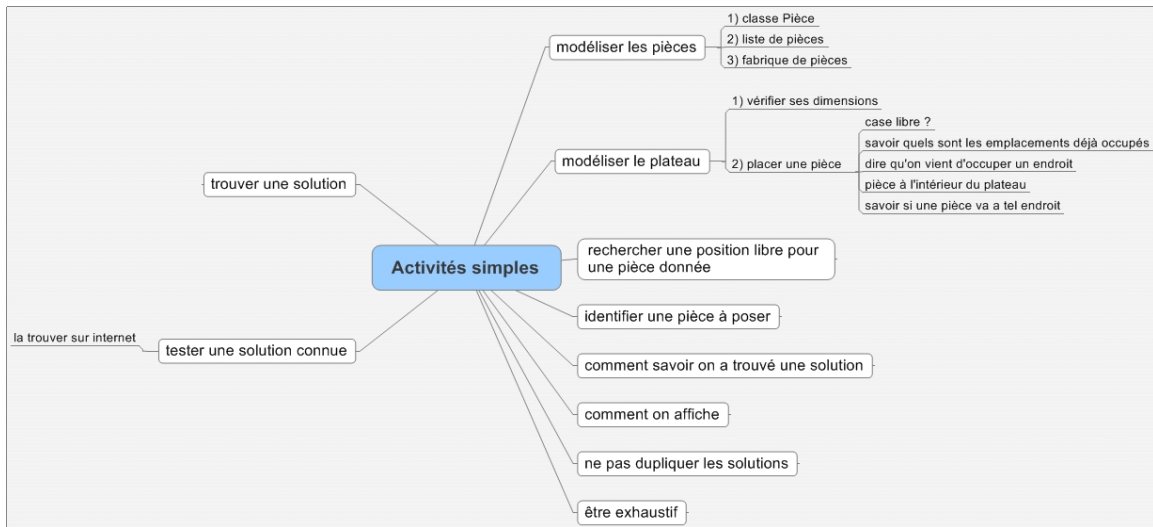 1) classe Pièce
modéliser les pièces
2) liste de pièces
3) fabrique de pièces
1) vérifier ses dimensions
modéliser le plateau
2) placer une pièce
case libre ?
savoir quels sont les emplacements déjà occupés
dire qu'on vient d'occuper un endroit
pièce à l'intérieur du plateau
savoir si une pièce va a tel endroit
trouver une solution
Activités simples
rechercher une position libre pour
une pièce donnée
identifier une pièce à poser
la trouver sur internet
tester une solution connue
comment savoir on a trouvé une solution
comment on affiche
ne pas dupliquer les solutions
être exhaustif